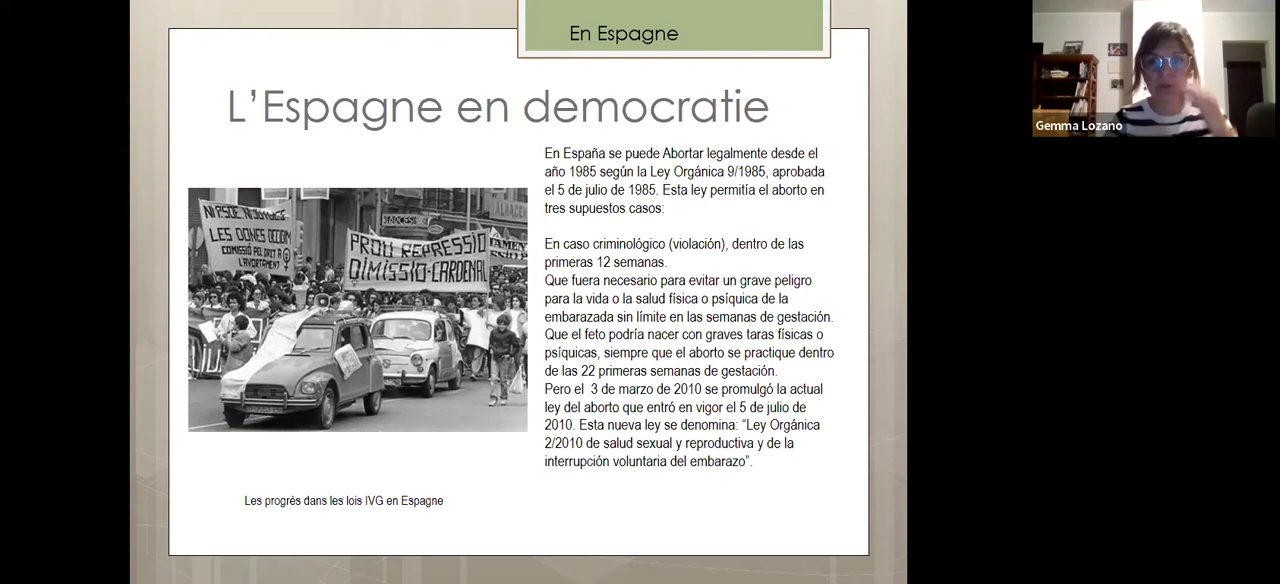 En Espagne
L’Espagne en democratie
En España se puede Abortar legalmente desde el
año 1985 según la Ley Orgánica 9/1985, aprobada
el 5 de julio de 1985. Esta ley permitía el aborto en
tres supuestos casos:
En caso criminológico (violación), dentro de las
primeras 12 semanas.
Que fuera necesario para evitar un grave peligro
para la vida o la salud física o psíquica de la
embarazada sin límite en las semanas de gestación.
Que el feto podría nacer con graves taras físicas o
psíquicas, siempre que el aborto se practique dentro
de las 22 primeras semanas de gestación.
Pero el 3 de marzo de 2010 se promulgó la actual
ley del aborto que entró en vigor el 5 de julio de
2010. Esta nueva ley se denomina: “Ley Orgánica
2/2010 de salud sexual y reproductiva y de la
interrupción voluntaria del embarazo”.
LES DONES DECIDIM
COMISSIÓ PEL DRET A
L'AVORTAMENT
PROU REPRESSIÓ
DIMISSIÓ-CARDENAL
Les progrès dans les lois IVG en Espagne
Gemma Lozano